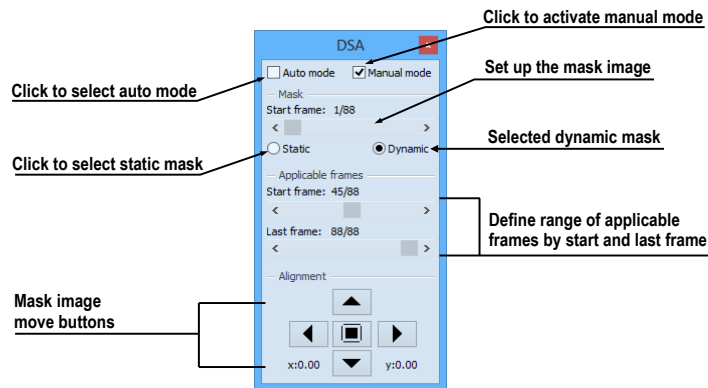 Click to activate manual mode
DSA
x
Auto mode
Manual mode
Click to select auto mode
Set up the mask image
Mask
Start frame: 1/88
Static
Dynamic
Selected dynamic mask
Click to select static mask
Applicable frames
Start frame: 45/88
Last frame: 88/88
Define range of applicable
frames by start and last frame
Alignment
Mask image
move buttons
x:0.00
y:0.00